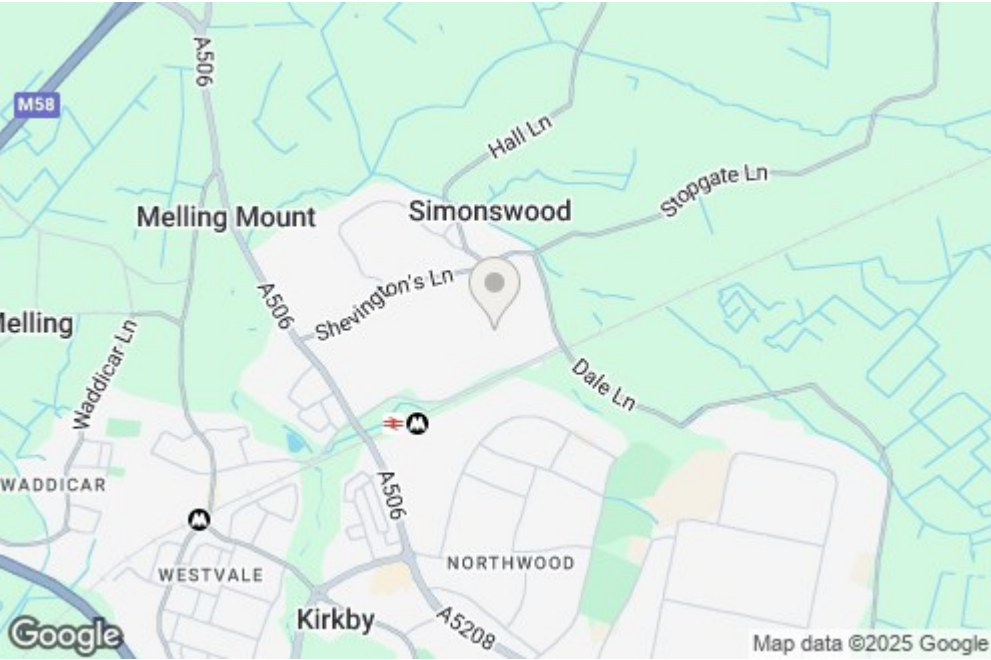 A506
M58
Hall Ln
Stopgate Ln
Melling Mount
Simonswood
Shevington's Ln
A506
Melling
Waddicar Ln
Dale Ln
WADDICAR
A506
NORTHWOOD
WESTVALE
Kirkby
A5208
Google
Map data ©2025 Google